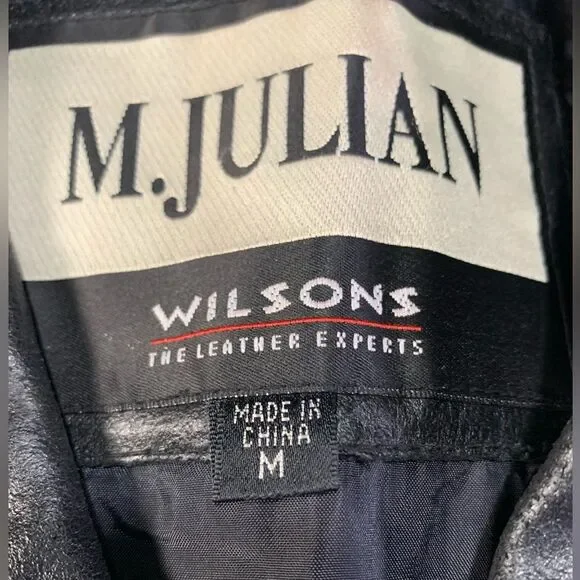 M.JULIAN
WILSONS
THE LEATHER EXPERTS
MADE IN
CHINA
M